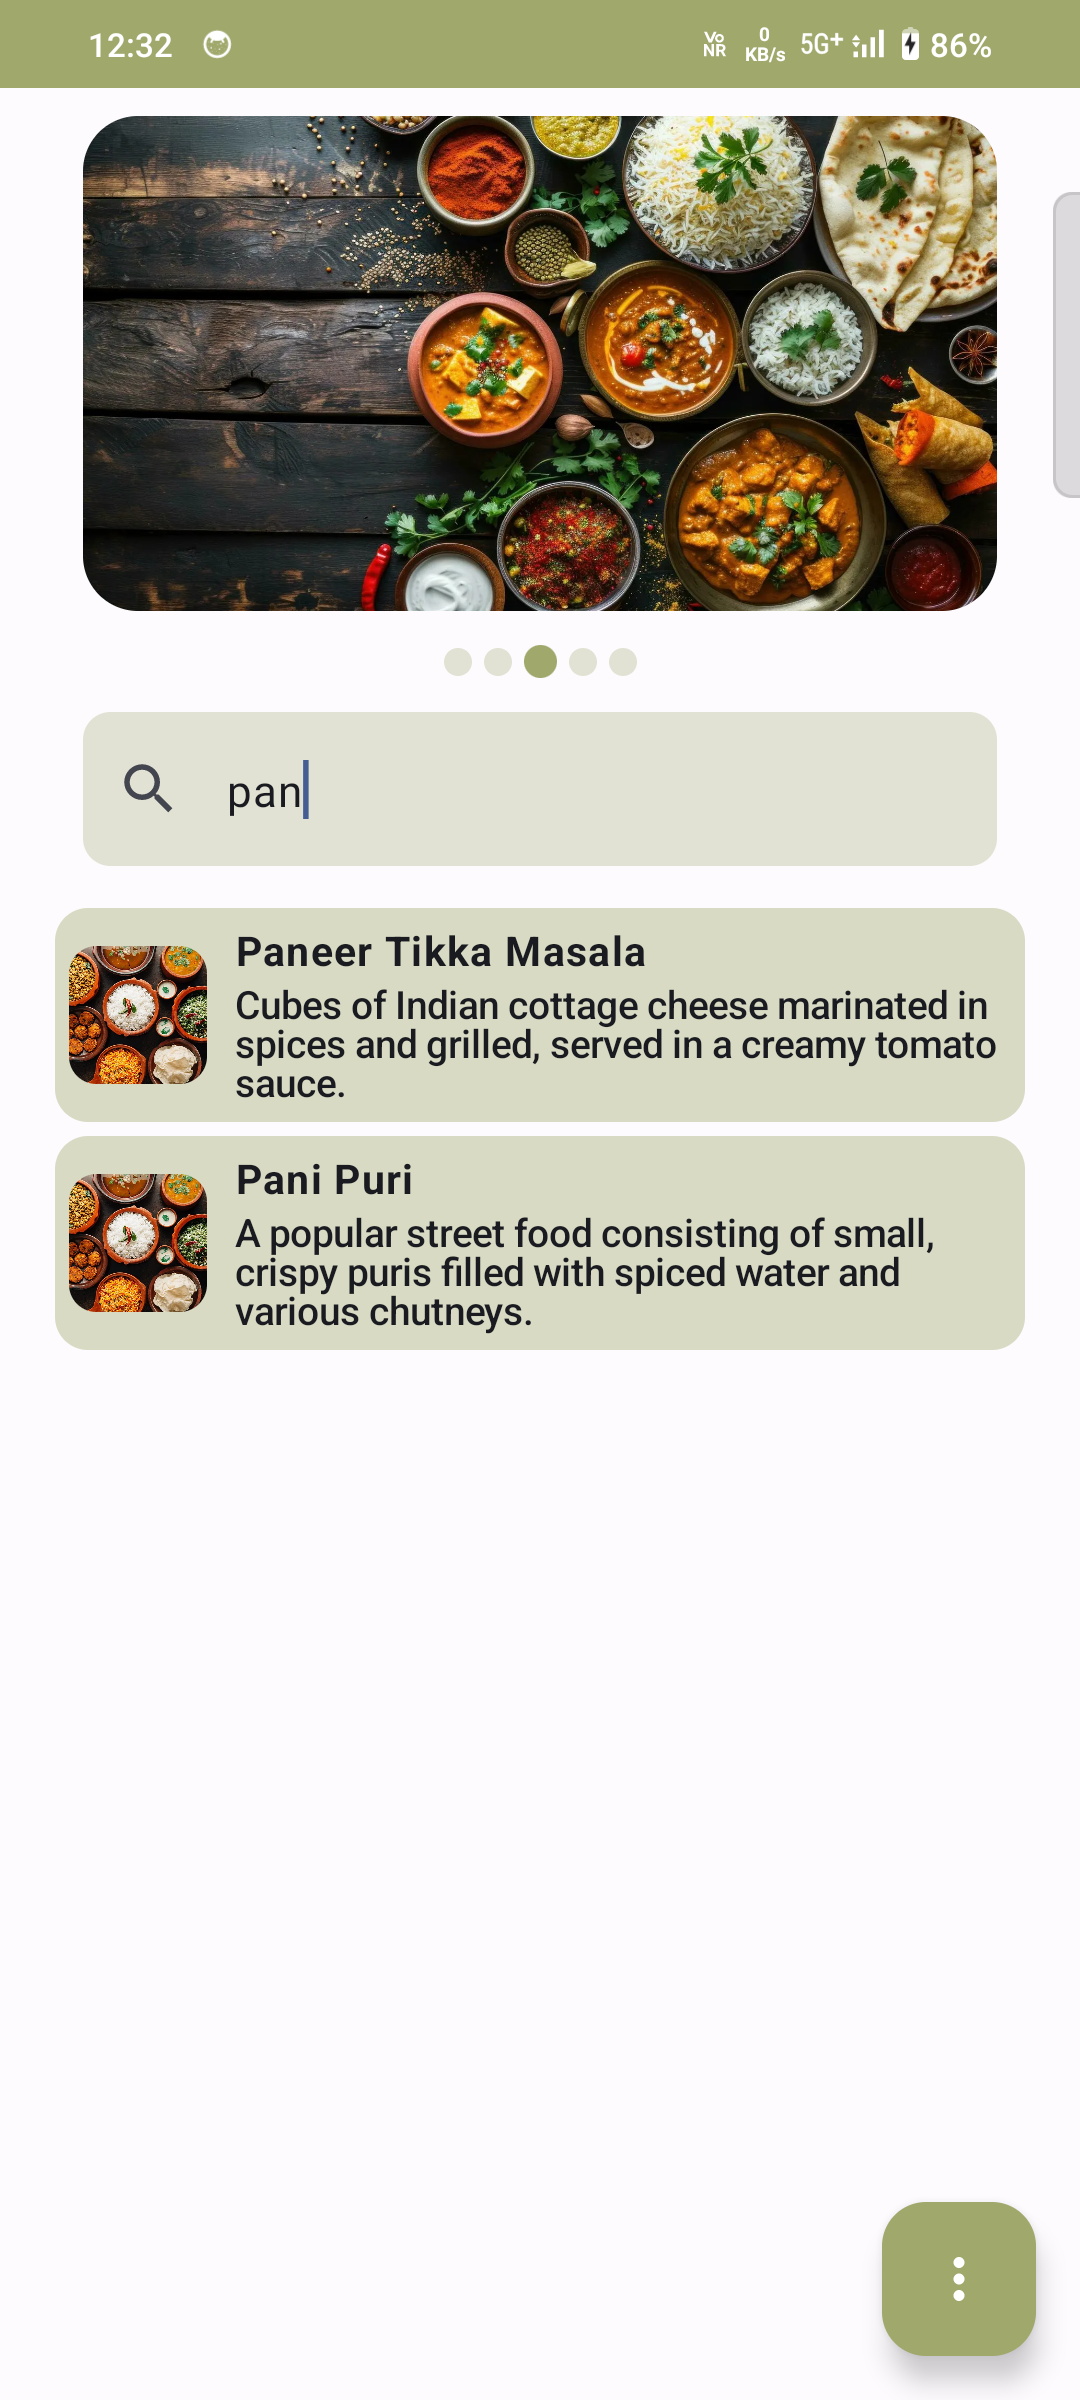 12:32
Vo
NR
0
KB/s
5G+
86%
pan
Paneer Tikka Masala
Cubes of Indian cottage cheese marinated in
spices and grilled, served in a creamy tomato
sauce.
Pani Puri
A popular street food consisting of small,
crispy puris filled with spiced water and
various chutneys.